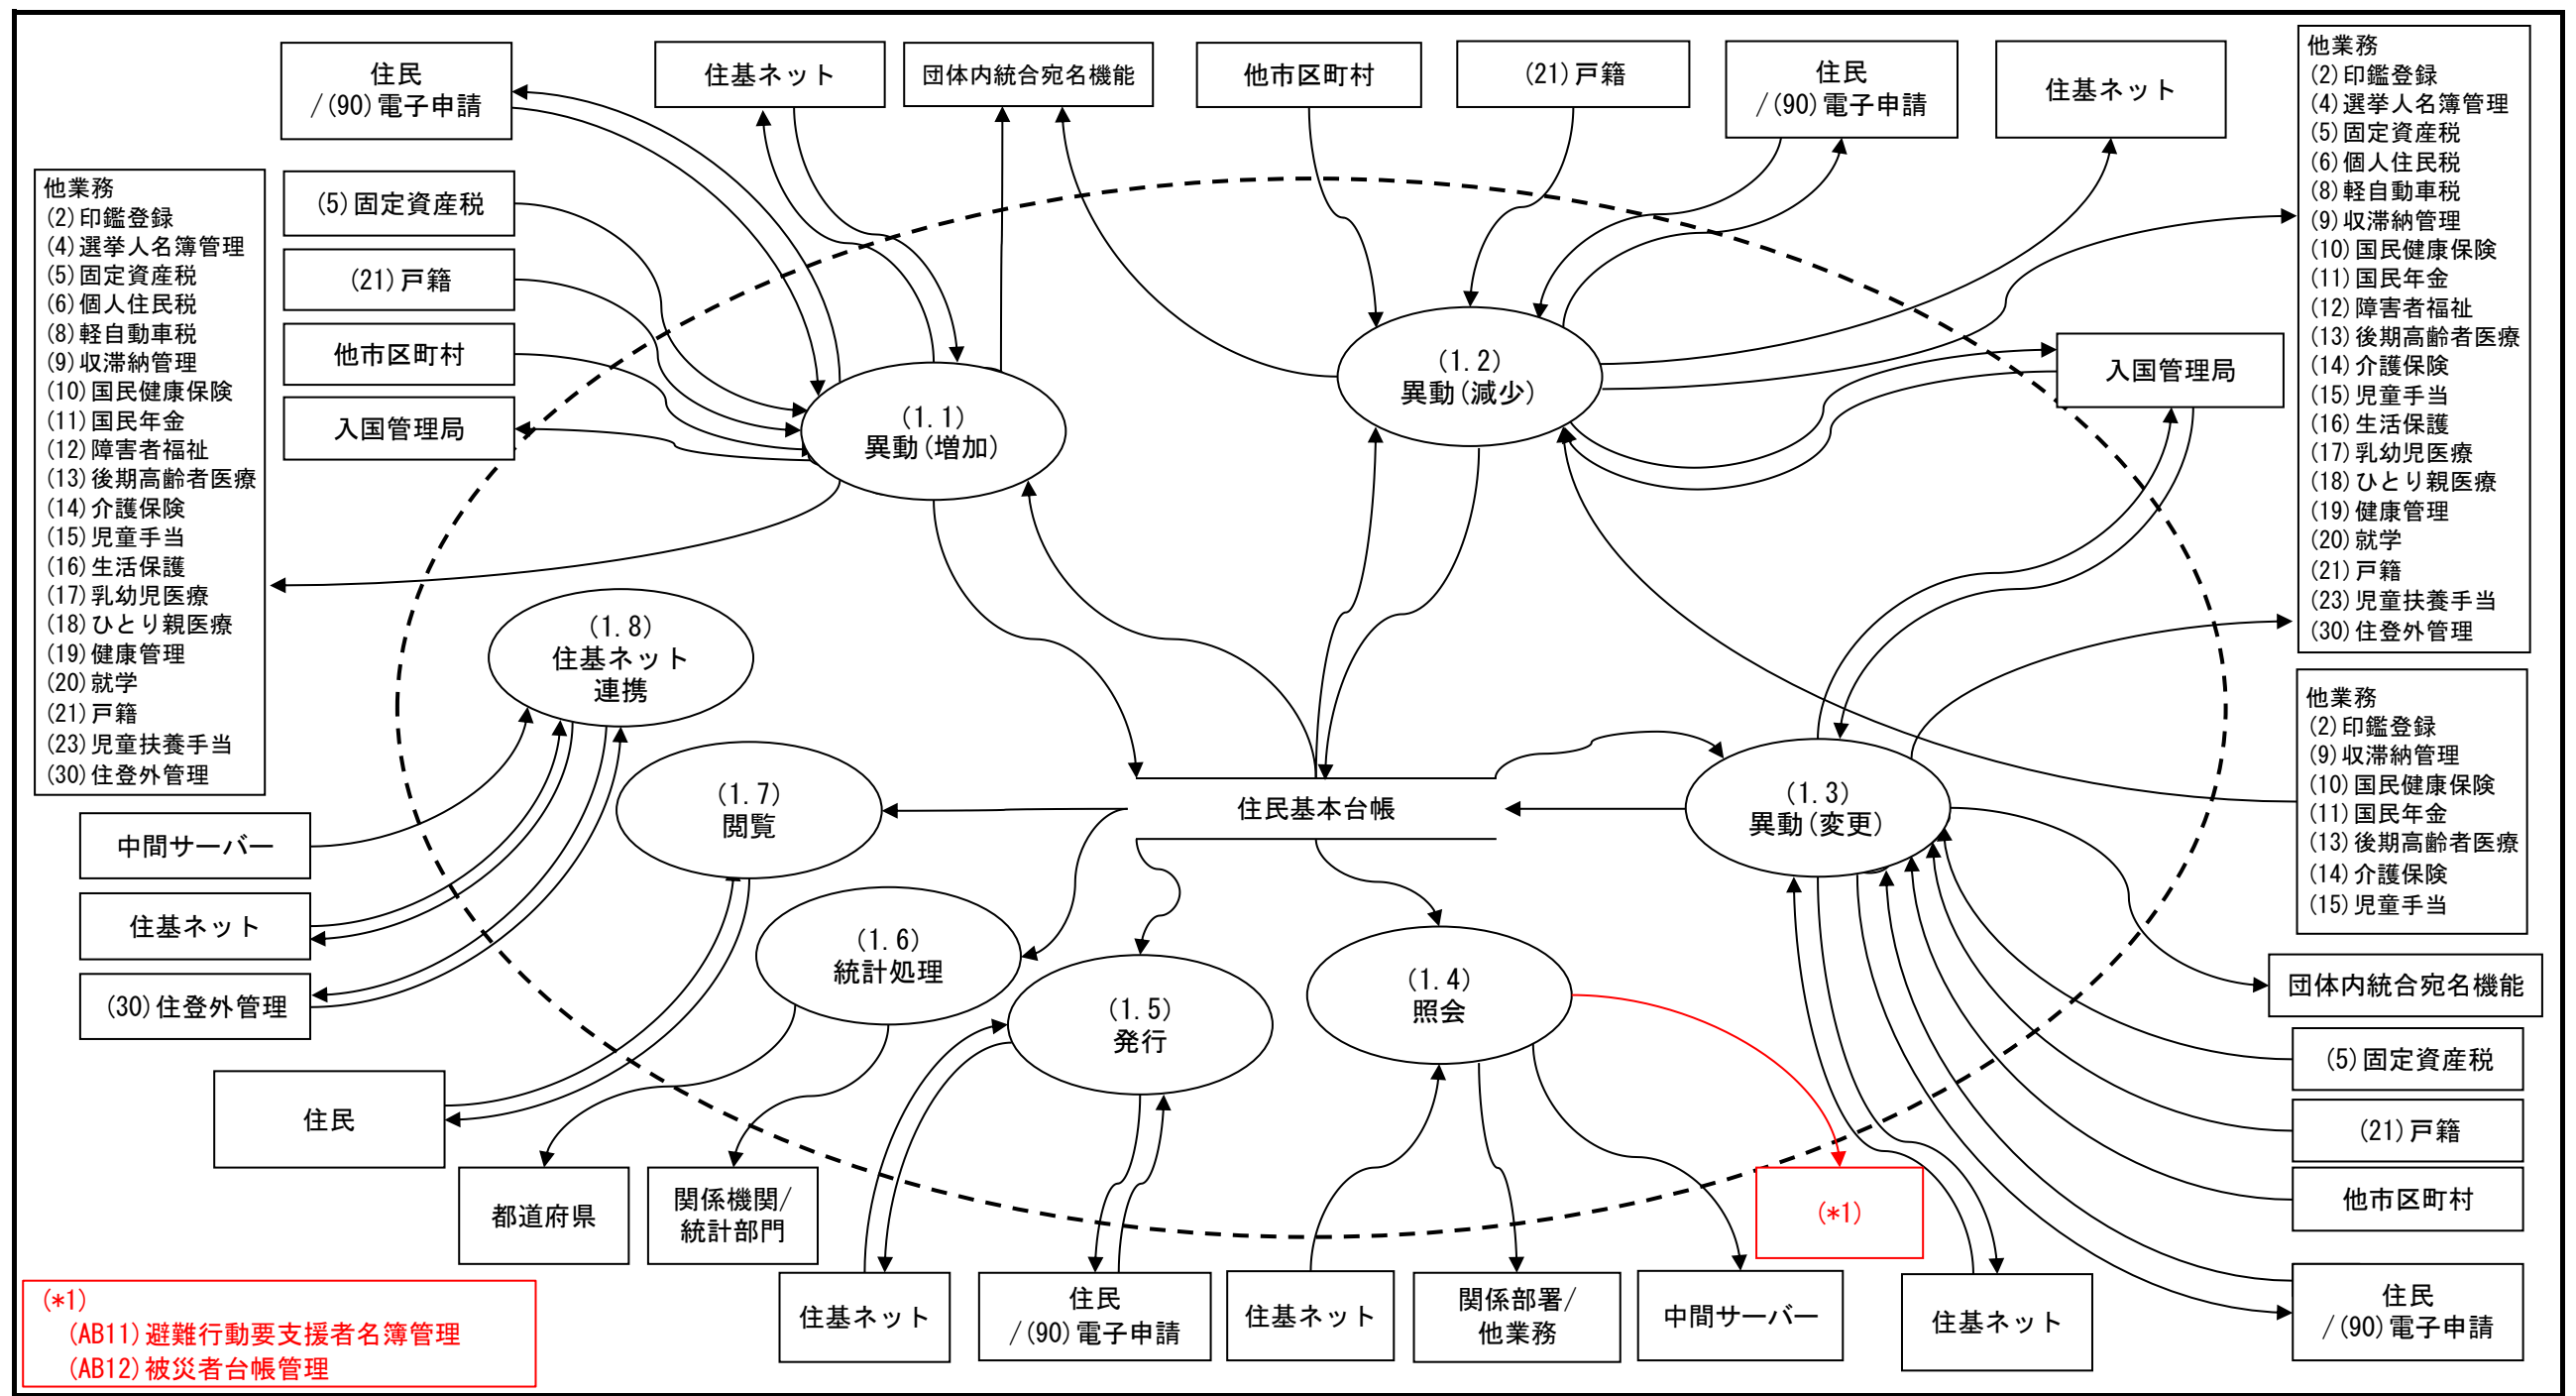 住民
/(90)電子申請
住基ネット
団体内統合宛名機能
他市区町村
(21)戸籍
住民
/(90)電子申請
住基ネット
他業務
(2)印鑑登録
(4)選挙人名簿管理
(5)固定資産税
(6)個人住民税
(8)軽自動車税
(9)収滞納管理
(10)国民健康保険
(11)国民年金
(12)障害者福祉
(13)後期高齢者医療
(14)介護保険
(15)児童手当
(16)生活保護
(17)乳幼児医療
(18)ひとり親医療
(19)健康管理
(20)就学
(21)戸籍
(23)児童扶養手当
(30)住登外管理
他業務
(2)印鑑登録
(4)選挙人名簿管理
(5)固定資産税
(6)個人住民税
(8)軽自動車税
(9)収滞納管理
(10)国民健康保険
(11)国民年金
(12)障害者福祉
(13)後期高齢者医療
(14)介護保険
(15)児童手当
(16)生活保護
(17)乳幼児医療
(18)ひとり親医療
(19)健康管理
(20)就学
(21)戸籍
(23)児童扶養手当
(30)住登外管理
(5)固定資産税
(21)戸籍
他市区町村
入国管理局
(1.1)
異動(増加)
(1.2)
異動(減少)
入国管理局
(1.8)
住基ネット
連携
(1.7)
閲覧
住民基本台帳
(1.3)
異動(変更)
他業務
(2)印鑑登録
(9)収滞納管理
(10)国民健康保険
(11)国民年金
(13)後期高齢者医療
(14)介護保険
(15)児童手当
中間サーバー
住基ネット
(30)住登外管理
(1.6)
統計処理
(1.5)
発行
(1.4)
照会
団体内統合宛名機能
(5)固定資産税
(21)戸籍
他市区町村
住民
/(90)電子申請
住民
都道府県
関係機関/
統計部門
住基ネット
住民
/(90)電子申請
住基ネット
関係部署/
他業務
中間サーバー
(*1)
住基ネット
(*1)
(AB11)避難行動要支援者名簿管理
(AB12)被災者台帳管理